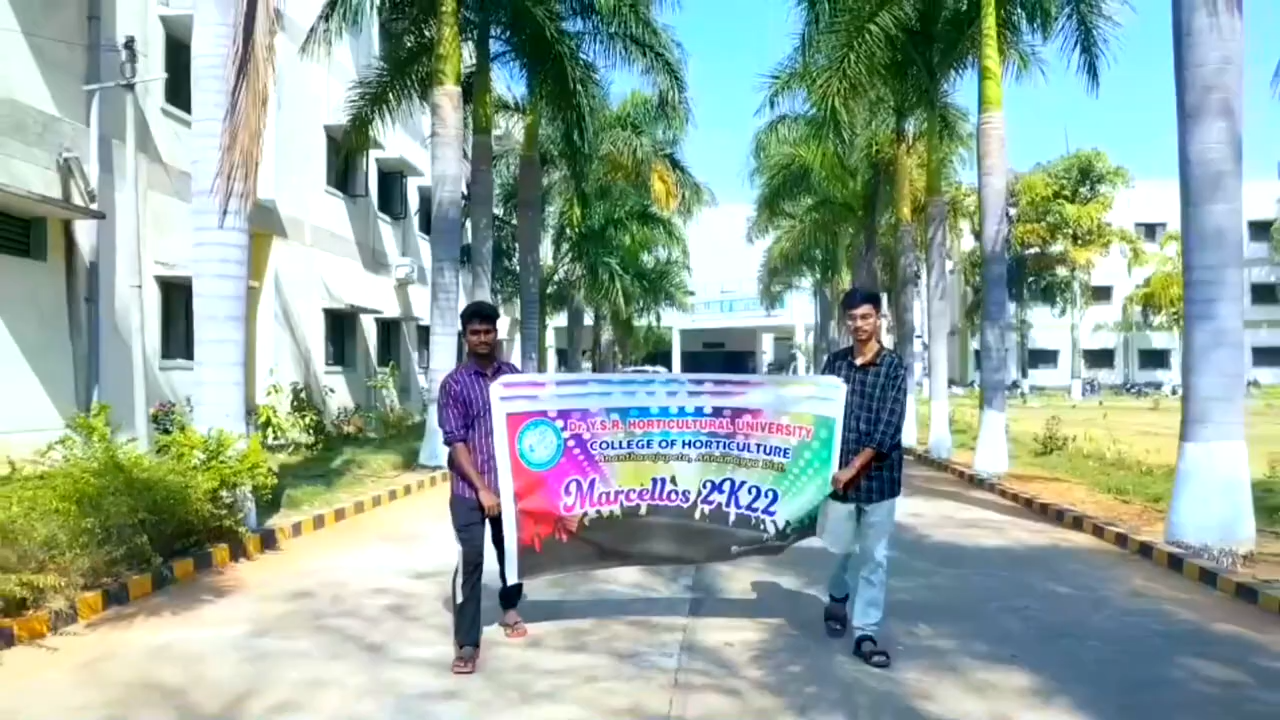 Dr. Y.S.R. HORTICULTURAL UNIVERSITY
COLLEGE OF HORTICULTURE
Anantharajupeta, Annamayya Dist.
Marcellos 2K22